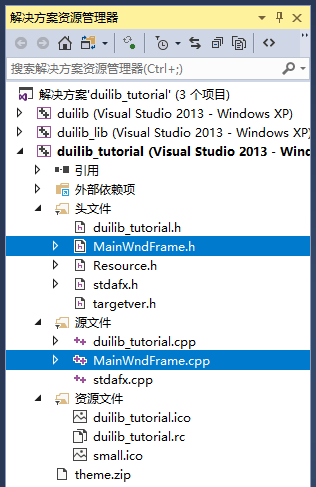 解决方案资源管理器
搜索解决方案资源管理器(Ctrl+;)
解决方案'duilib_tutorial' (3 个项目)
duilib (Visual Studio 2013 - Windows XP)
duilib_lib (Visual Studio 2013 - Windows XP)
duilib_tutorial (Visual Studio 2013 - Wind
引用
外部依赖项
头文件
duilib_tutorial.h
MainWndFrame.h
Resource.h
stdafx.h
targetver.h
源文件
duilib_tutorial.cpp
MainWndFrame.cpp
stdafx.cpp
资源文件
duilib_tutorial.ico
duilib_tutorial.rc
small.ico
theme.zip